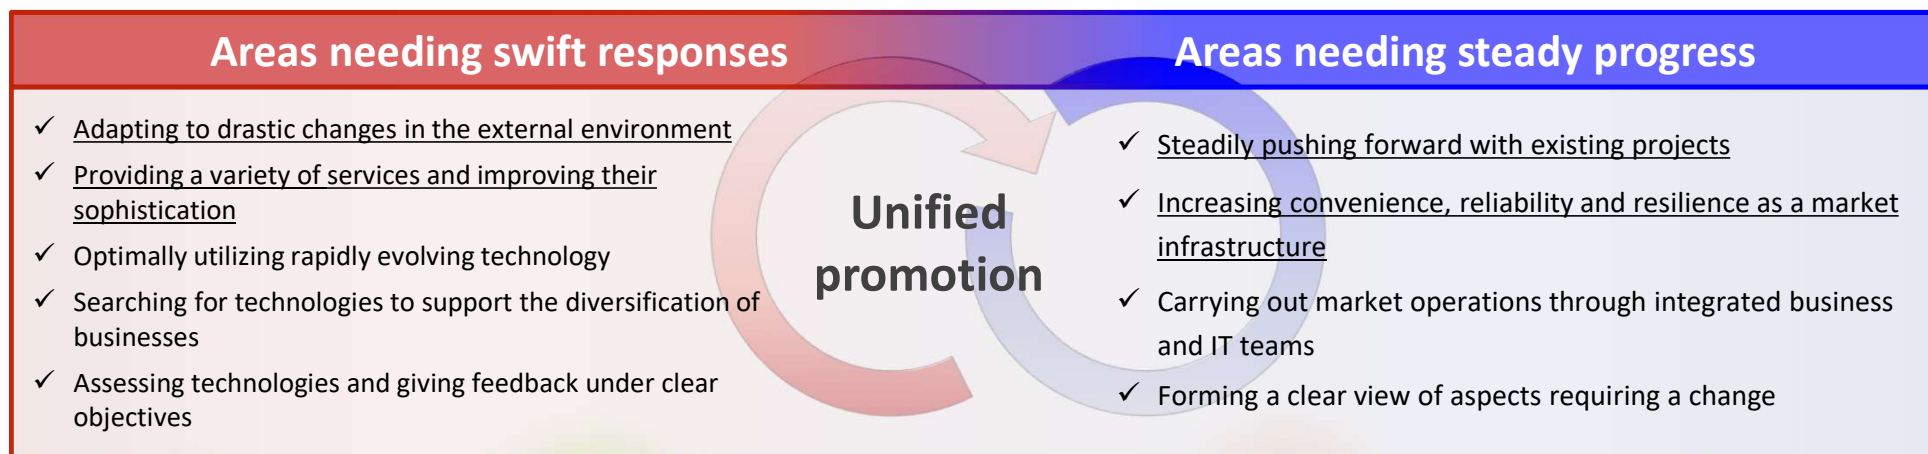 Areas needing swift responses
✓ Adapting to drastic changes in the external environment
✓ Providing a variety of services and improving their
sophistication
✓ Optimally utilizing rapidly evolving technology
✓ Searching for technologies to support the diversification of
businesses
✓ Assessing technologies and giving feedback under clear
objectives
Unified
promotion
Areas needing steady progress
✓ Steadily pushing forward with existing projects
✓ Increasing convenience, reliability and resilience as a market
infrastructure
✓ Carrying out market operations through integrated business
and IT teams
✓ Forming a clear view of aspects requiring a change